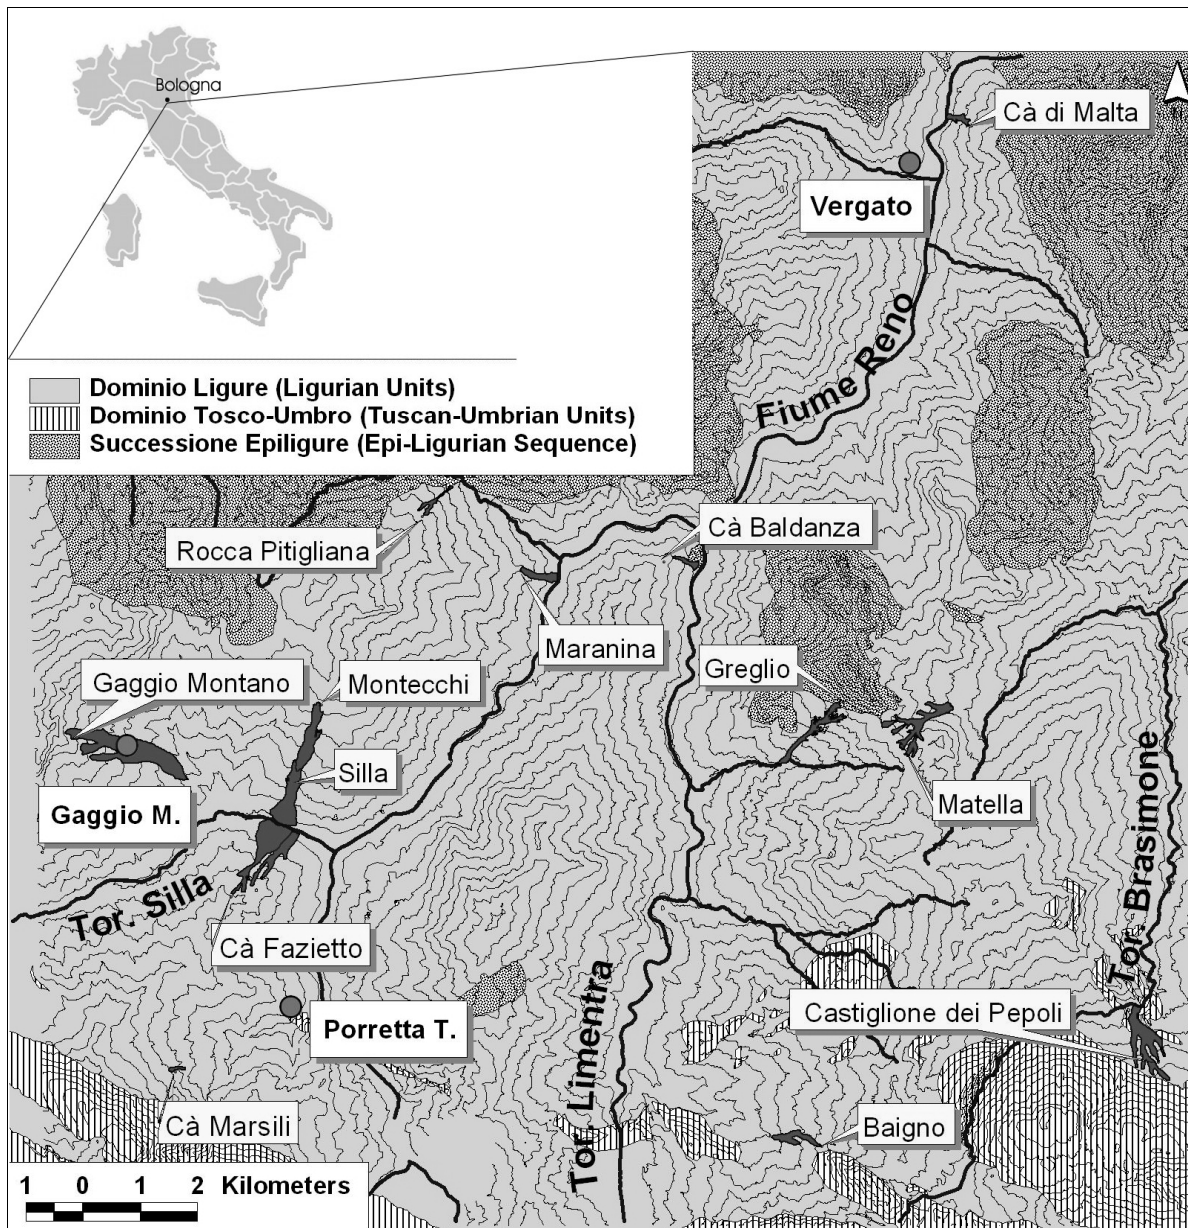 Bologna
Cà di Malta
Vergato
Fiume Reno
Dominio Ligure (Ligurian Units)
Dominio Tosco-Umbro (Tuscan-Umbrian Units)
Successione Epiligure (Epi-Ligurian Sequence)
Rocca Pitigliana
Cà Baldanza
Maranina
Greglio
Gaggio Montano
Montecchi
Silla
Gaggio M.
Matella
Tor. Silla
Tor. Brasimone
Cà Fazietto
Tor. Limentra
Castiglione dei Pepoli
Porretta T.
Cà Marsili
Baigno
1 0 1 2 Kilometers